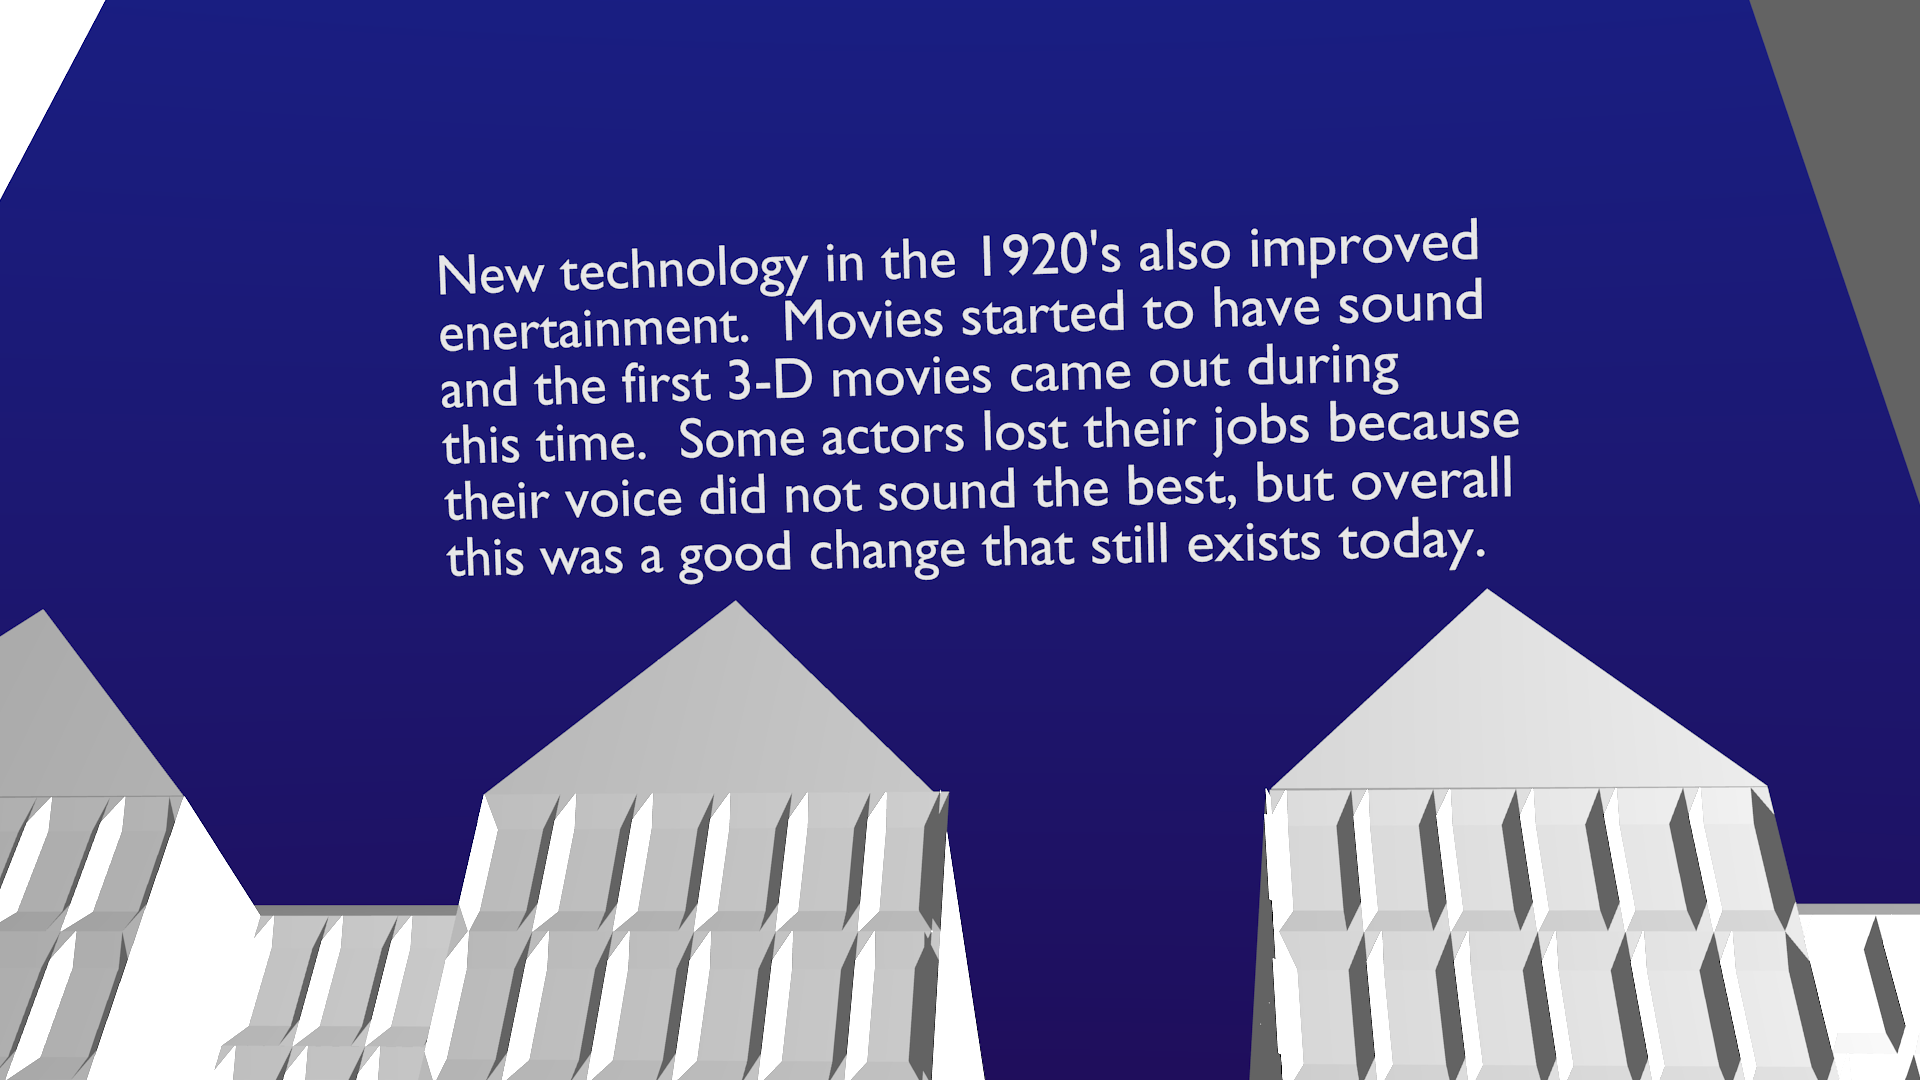 New technology in the 1920's also improved
enertainment.  Movies started to have sound
and the first 3-D movies came out during
this time.  Some actors lost their jobs because
their voice did not sound the best, but overall
this was a good change that still exists today.